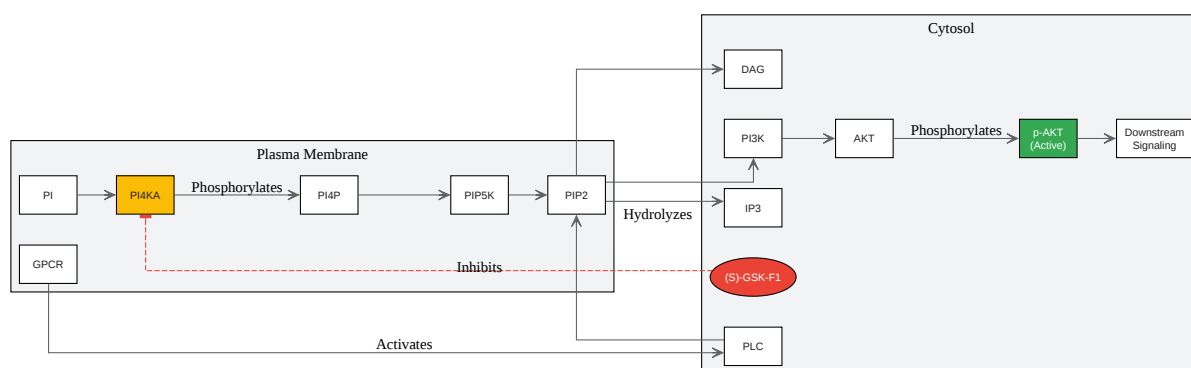 Cytosol
DAG
PI3K
AKT
Phosphorylates
p-AKT
(Active)
Downstream
Signaling
Plasma Membrane
PI
PI4KA
Phosphorylates
PI4P
PIP5K
PIP2
Hydrolyzes
IP3
GPCR
Inhibits
(S)-GSK-F1
Activates
PLC